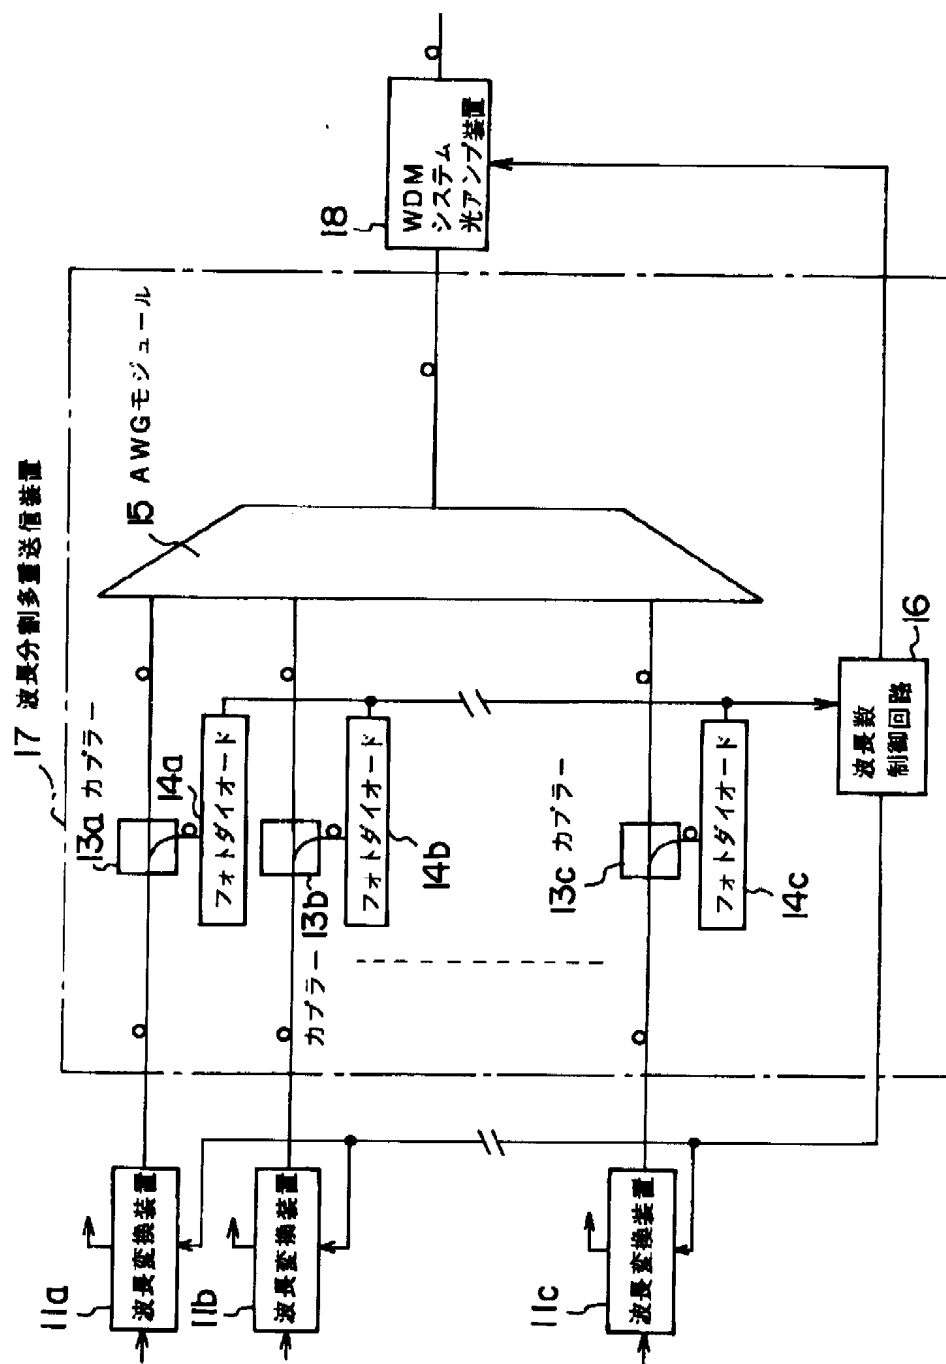 17 波長分割多重送信装置
13a カプラー
14a
フォトダイオード
13b
カプラー
フォトダイオード
14b
13c カプラー
フォトダイオード
14c
15 AWGモジュール
18
WDM
システム
光アンプ装置
16
波長数
制御回路
11a
波長変換装置
11b
波長変換装置
11c
波長変換装置